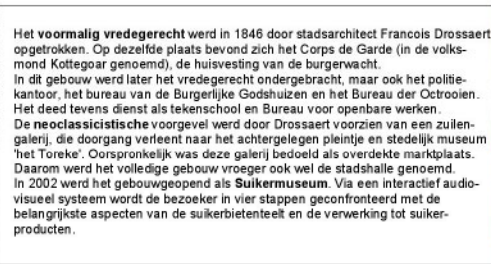 Het voormalig vredegerecht werd in 1846 door stadsarchitect Francois Drossaert
opgetrokken. Op dezelfde plaats bevond zich het Corps de Garde (in de volks-
mond Kottegoar genoemd), de huisvesting van de burgerwacht.
In dit gebouw werd later het vredegerecht ondergebracht, maar ook het politie-
kantoor, het bureau van de Burgerlijke Godshuizen en het Bureau der Octrooien.
Het deed tevens dienst als tekenschool en Bureau voor openbare werken.
De neoclassicistische voorgevel werd door Drossaert voorzien van een zuilen-
galerij, die doorgang verleent naar het achtergelegen pleintje en stedelijk museum
'het Toreke'. Oorspronkelijk was deze galerij bedoeld als overdekte marktplaats.
Daarom werd het volledige gebouw vroeger ook wel de stadshalle genoemd.
In 2002 werd het gebouwgeopend als Suikermuseum. Via een interactief audio-
visueel systeem wordt de bezoeker in vier stappen geconfronteerd met de
belangrijkste aspecten van de suikerbietenteelt en de verwerking tot suiker-
producten.